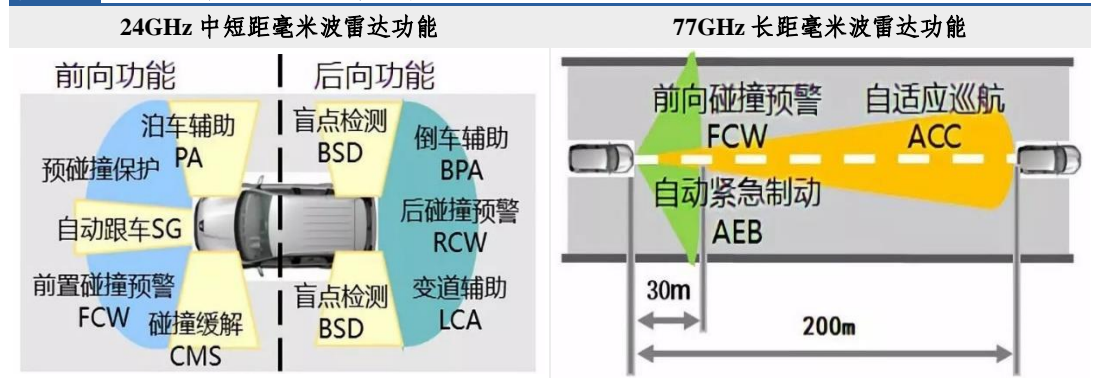 24GHz 中短距毫米波雷达功能
77GHz 长距毫米波雷达功能
前向功能
后向功能
泊车辅助
PA
预碰撞保护
自动跟车SG
前置碰撞预警
FCW
碰撞缓解
CMS
盲点检测
BSD
倒车辅助
BPA
后碰撞预警
RCW
盲点检测
BSD
变道辅助
LCA
前向碰撞预警
FCW
自适应巡航
ACC
自动紧急制动
AEB
30m
200m